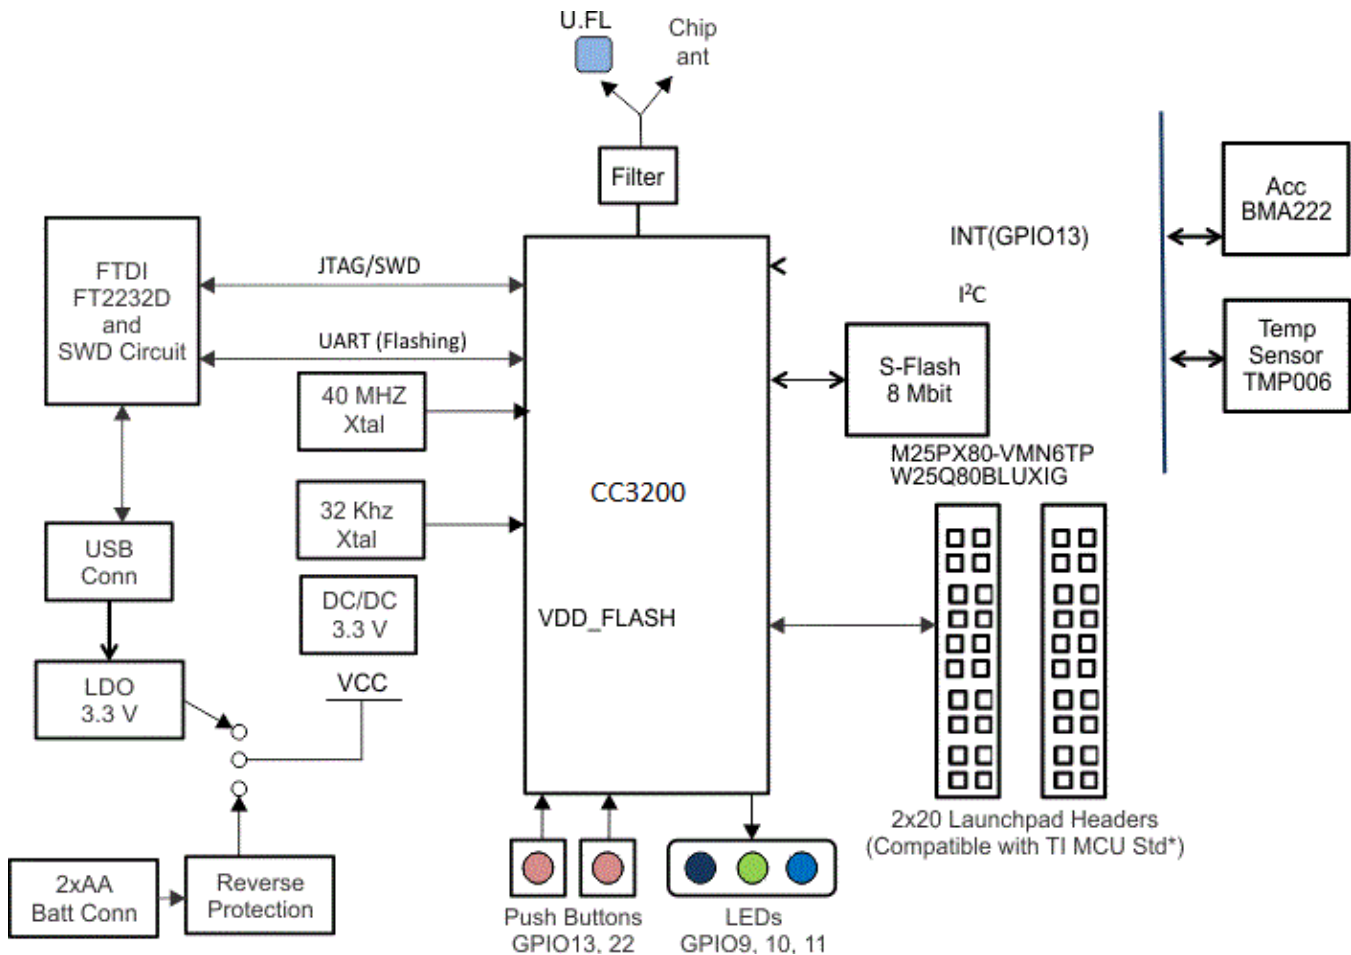 U.FL
Chip
ant
Filter
Acc
BMA222
INT(GPIO13)
FTDI
FT2232D
and
SWD Circuit
JTAG/SWD
I²C
UART (Flashing)
S-Flash
8 Mbit
Temp
Sensor
TMP006
40 MHZ
Xtal
M25PX80-VMN6TP
W25Q80BLUXIG
CC3200
32 Khz
Xtal
USB
Conn
DC/DC
3.3 V
VDD_FLASH
LDO
3.3 V
VCC
2x20 Launchpad Headers
(Compatible with TI MCU Std*)
2xAA
Batt Conn
Reverse
Protection
Push Buttons
GPIO13, 22
LEDs
GPIO9, 10, 11